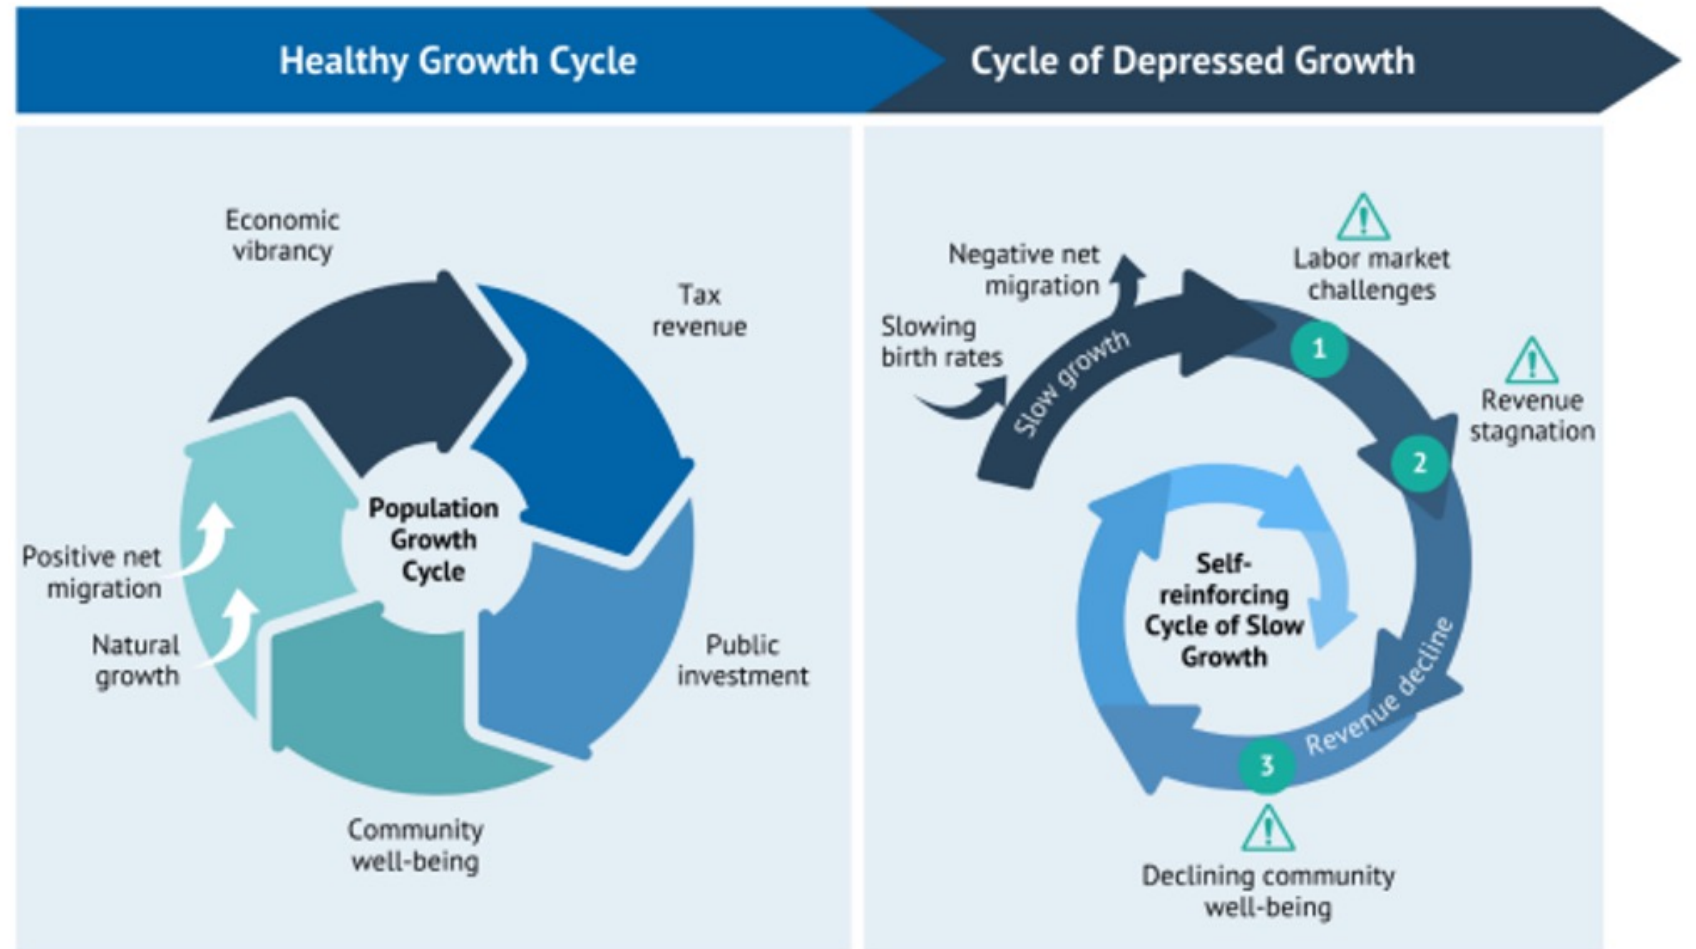 Healthy Growth Cycle
Cycle of Depressed Growth
Economic
vibrancy
Tax
revenue
Population
Growth
Cycle
Positive net
migration
Natural
growth
Public
investment
Community
well-being
Negative net
migration
Slowing
birth rates
Slow growth
Labor market
challenges
1
Revenue
stagnation
2
Self-
reinforcing
Cycle of Slow
Growth
Revenue decline
3
Declining community
well-being